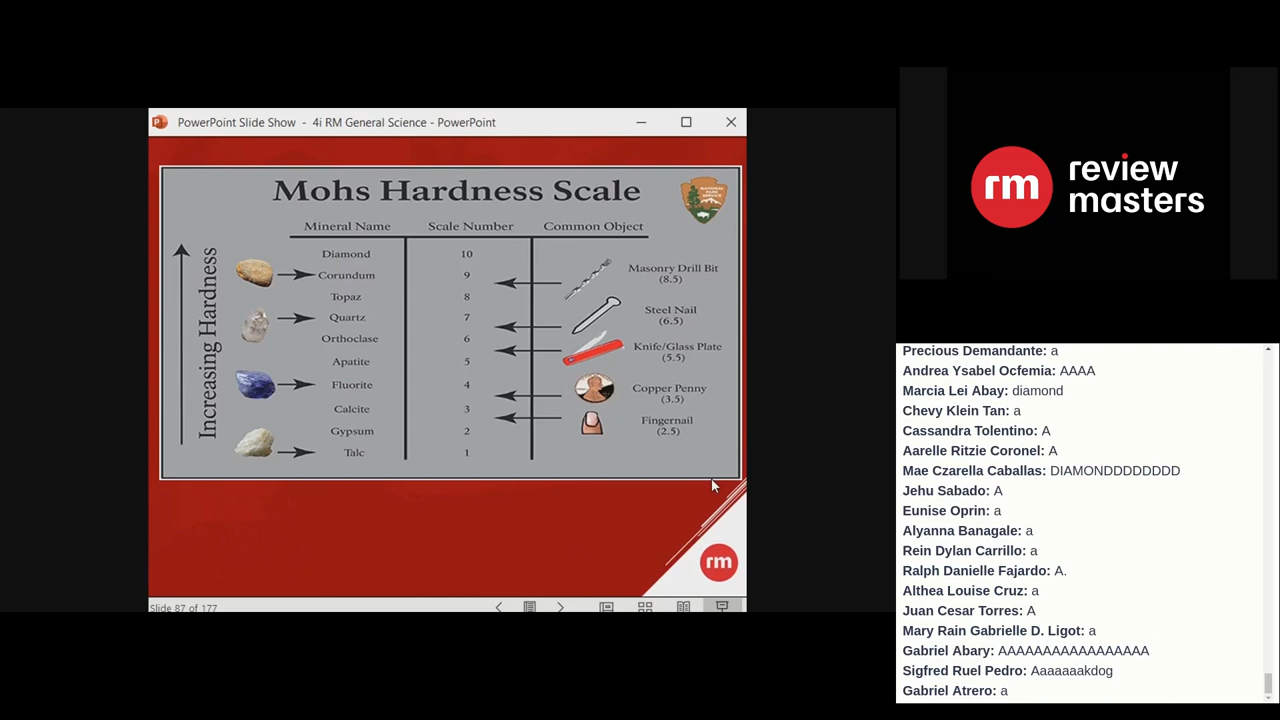 PowerPoint Slide Show - 4i RM General Science - PowerPoint
Mohs Hardness Scale
NATIONAL PARK SERVICE
Mineral Name Scale Number Common Object
Increasing Hardness
Diamond 10
Corundum 9
Masonry Drill Bit
(8.5)
Topaz 8
Quartz 7
Steel Nail
(6.5)
Orthoclase 6
Knife/Glass Plate
(5.5)
Apatite 5
Fluorite 4
Copper Penny
(3.5)
Calcite 3
Fingernail
(2.5)
Gypsum 2
Talc 1
rm
Slide 87 of 177
rm review
masters
Precious Demandante: a
Andrea Ysabel Ocfemia: AAAA
Marcia Lei Abay: diamond
Chevy Klein Tan: a
Cassandra Tolentino: A
Aarelle Ritzie Coronel: A
Mae Czarella Caballas: DIAMONDDDDDDDD
Jehu Sabado: A
Eunise Oprin: a
Alyanna Banagale: a
Rein Dylan Carrillo: a
Ralph Danielle Fajardo: A.
Althea Louise Cruz: a
Juan Cesar Torres: A
Mary Rain Gabrielle D. Ligot: a
Gabriel Abary: AAAAAAAAAAAAAAAAA
Sigfred Ruel Pedro: Aaaaaaakdog
Gabriel Atrero: a